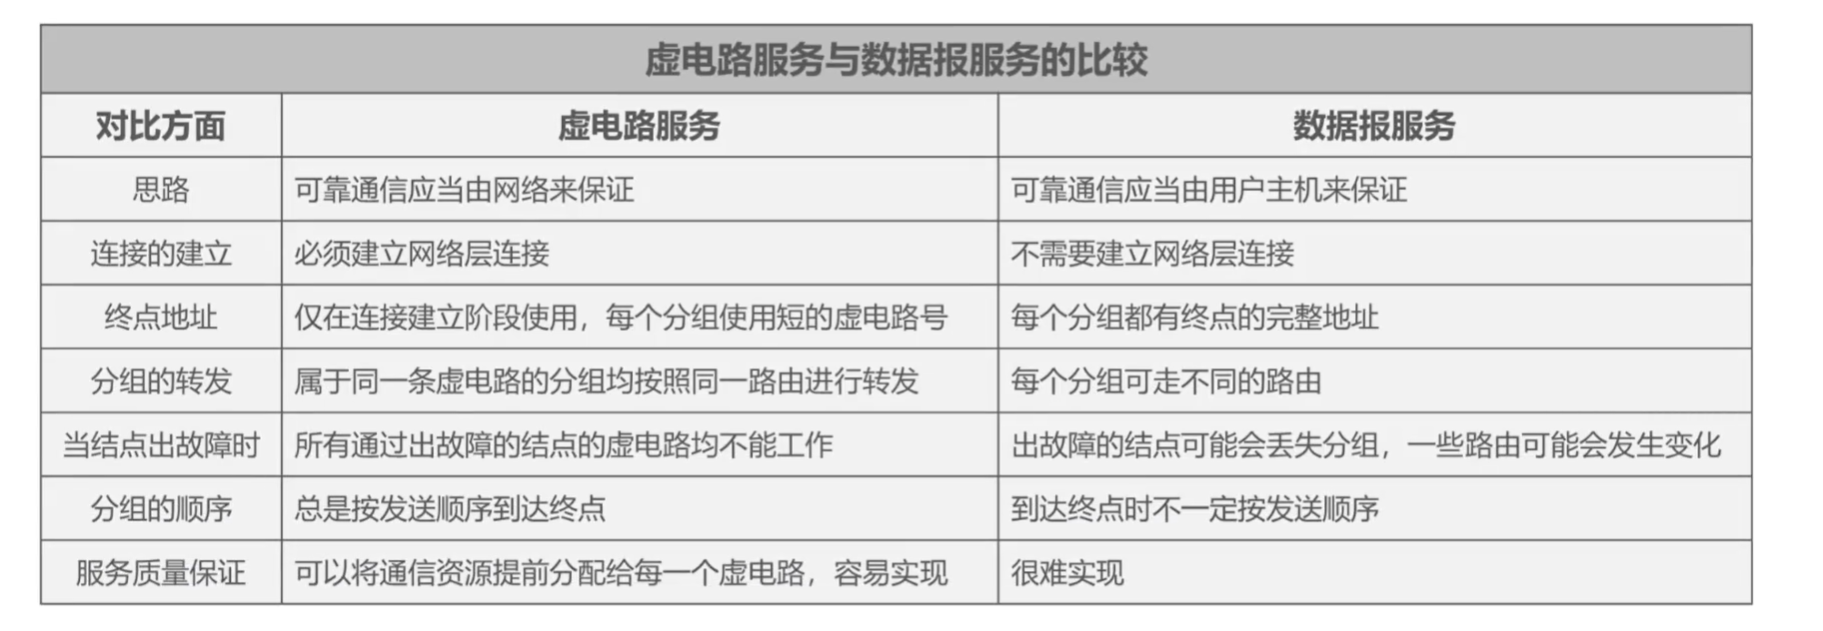 虚电路服务与数据报服务的比较
对比方面 虚电路服务 数据报服务
思路 可靠通信应当由网络来保证 可靠通信应当由用户主机来保证
连接的建立 必须建立网络层连接 不需要建立网络层连接
终点地址 仅在连接建立阶段使用，每个分组使用短的虚电路号 每个分组都有终点的完整地址
分组的转发 属于同一条虚电路的分组均按照同一路由进行转发 每个分组可走不同的路由
当结点出故障时 所有通过出故障的结点的虚电路均不能工作 出故障的结点可能会丢失分组，一些路由可能会发生变化
分组的顺序 总是按发送顺序到达终点 到达终点时不一定按发送顺序
服务质量保证 可以将通信资源提前分配给每一个虚电路，容易实现 很难实现